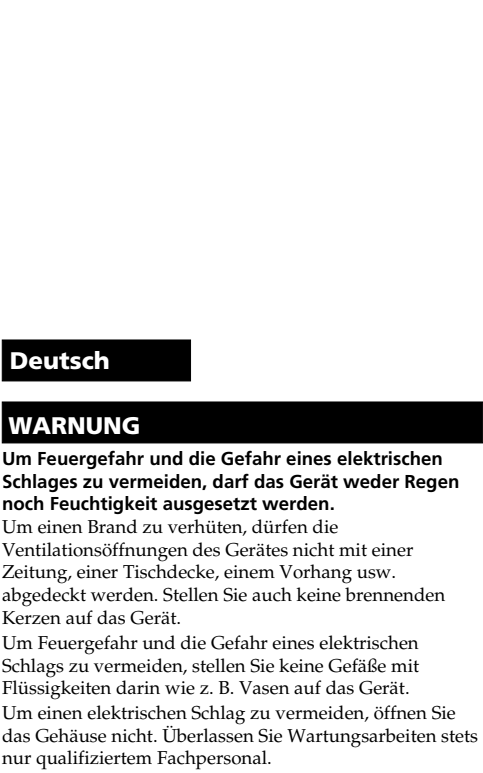 Deutsch
WARNUNG
Um Feuergefahr und die Gefahr eines elektrischen
Schlages zu vermeiden, darf das Gerät weder Regen
noch Feuchtigkeit ausgesetzt werden.
Um einen Brand zu verhüten, dürfen die
Ventilationsöffnungen des Gerätes nicht mit einer
Zeitung, einer Tischdecke, einem Vorhang usw.
abgedeckt werden. Stellen Sie auch keine brennenden
Kerzen auf das Gerät.
Um Feuergefahr und die Gefahr eines elektrischen
Schlags zu vermeiden, stellen Sie keine Gefäße mit
Flüssigkeiten darin wie z. B. Vasen auf das Gerät.
Um einen elektrischen Schlag zu vermeiden, öffnen Sie
das Gehäuse nicht. Überlassen Sie Wartungsarbeiten stets
nur qualifiziertem Fachpersonal.